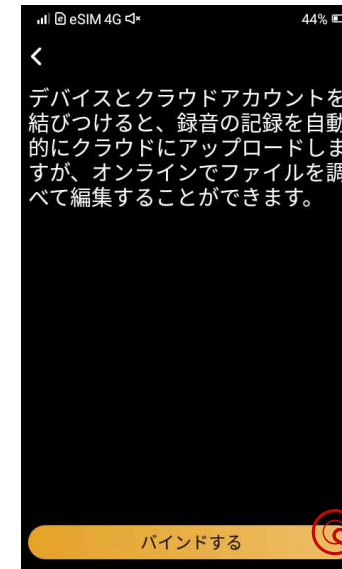 eSIM 4G 44%
デバイスとクラウドアカウントを
結びつけると、録音の記録を自動
的にクラウドにアップロードしま
すが、オンラインでファイルを調
べて編集することができます。
バインドする